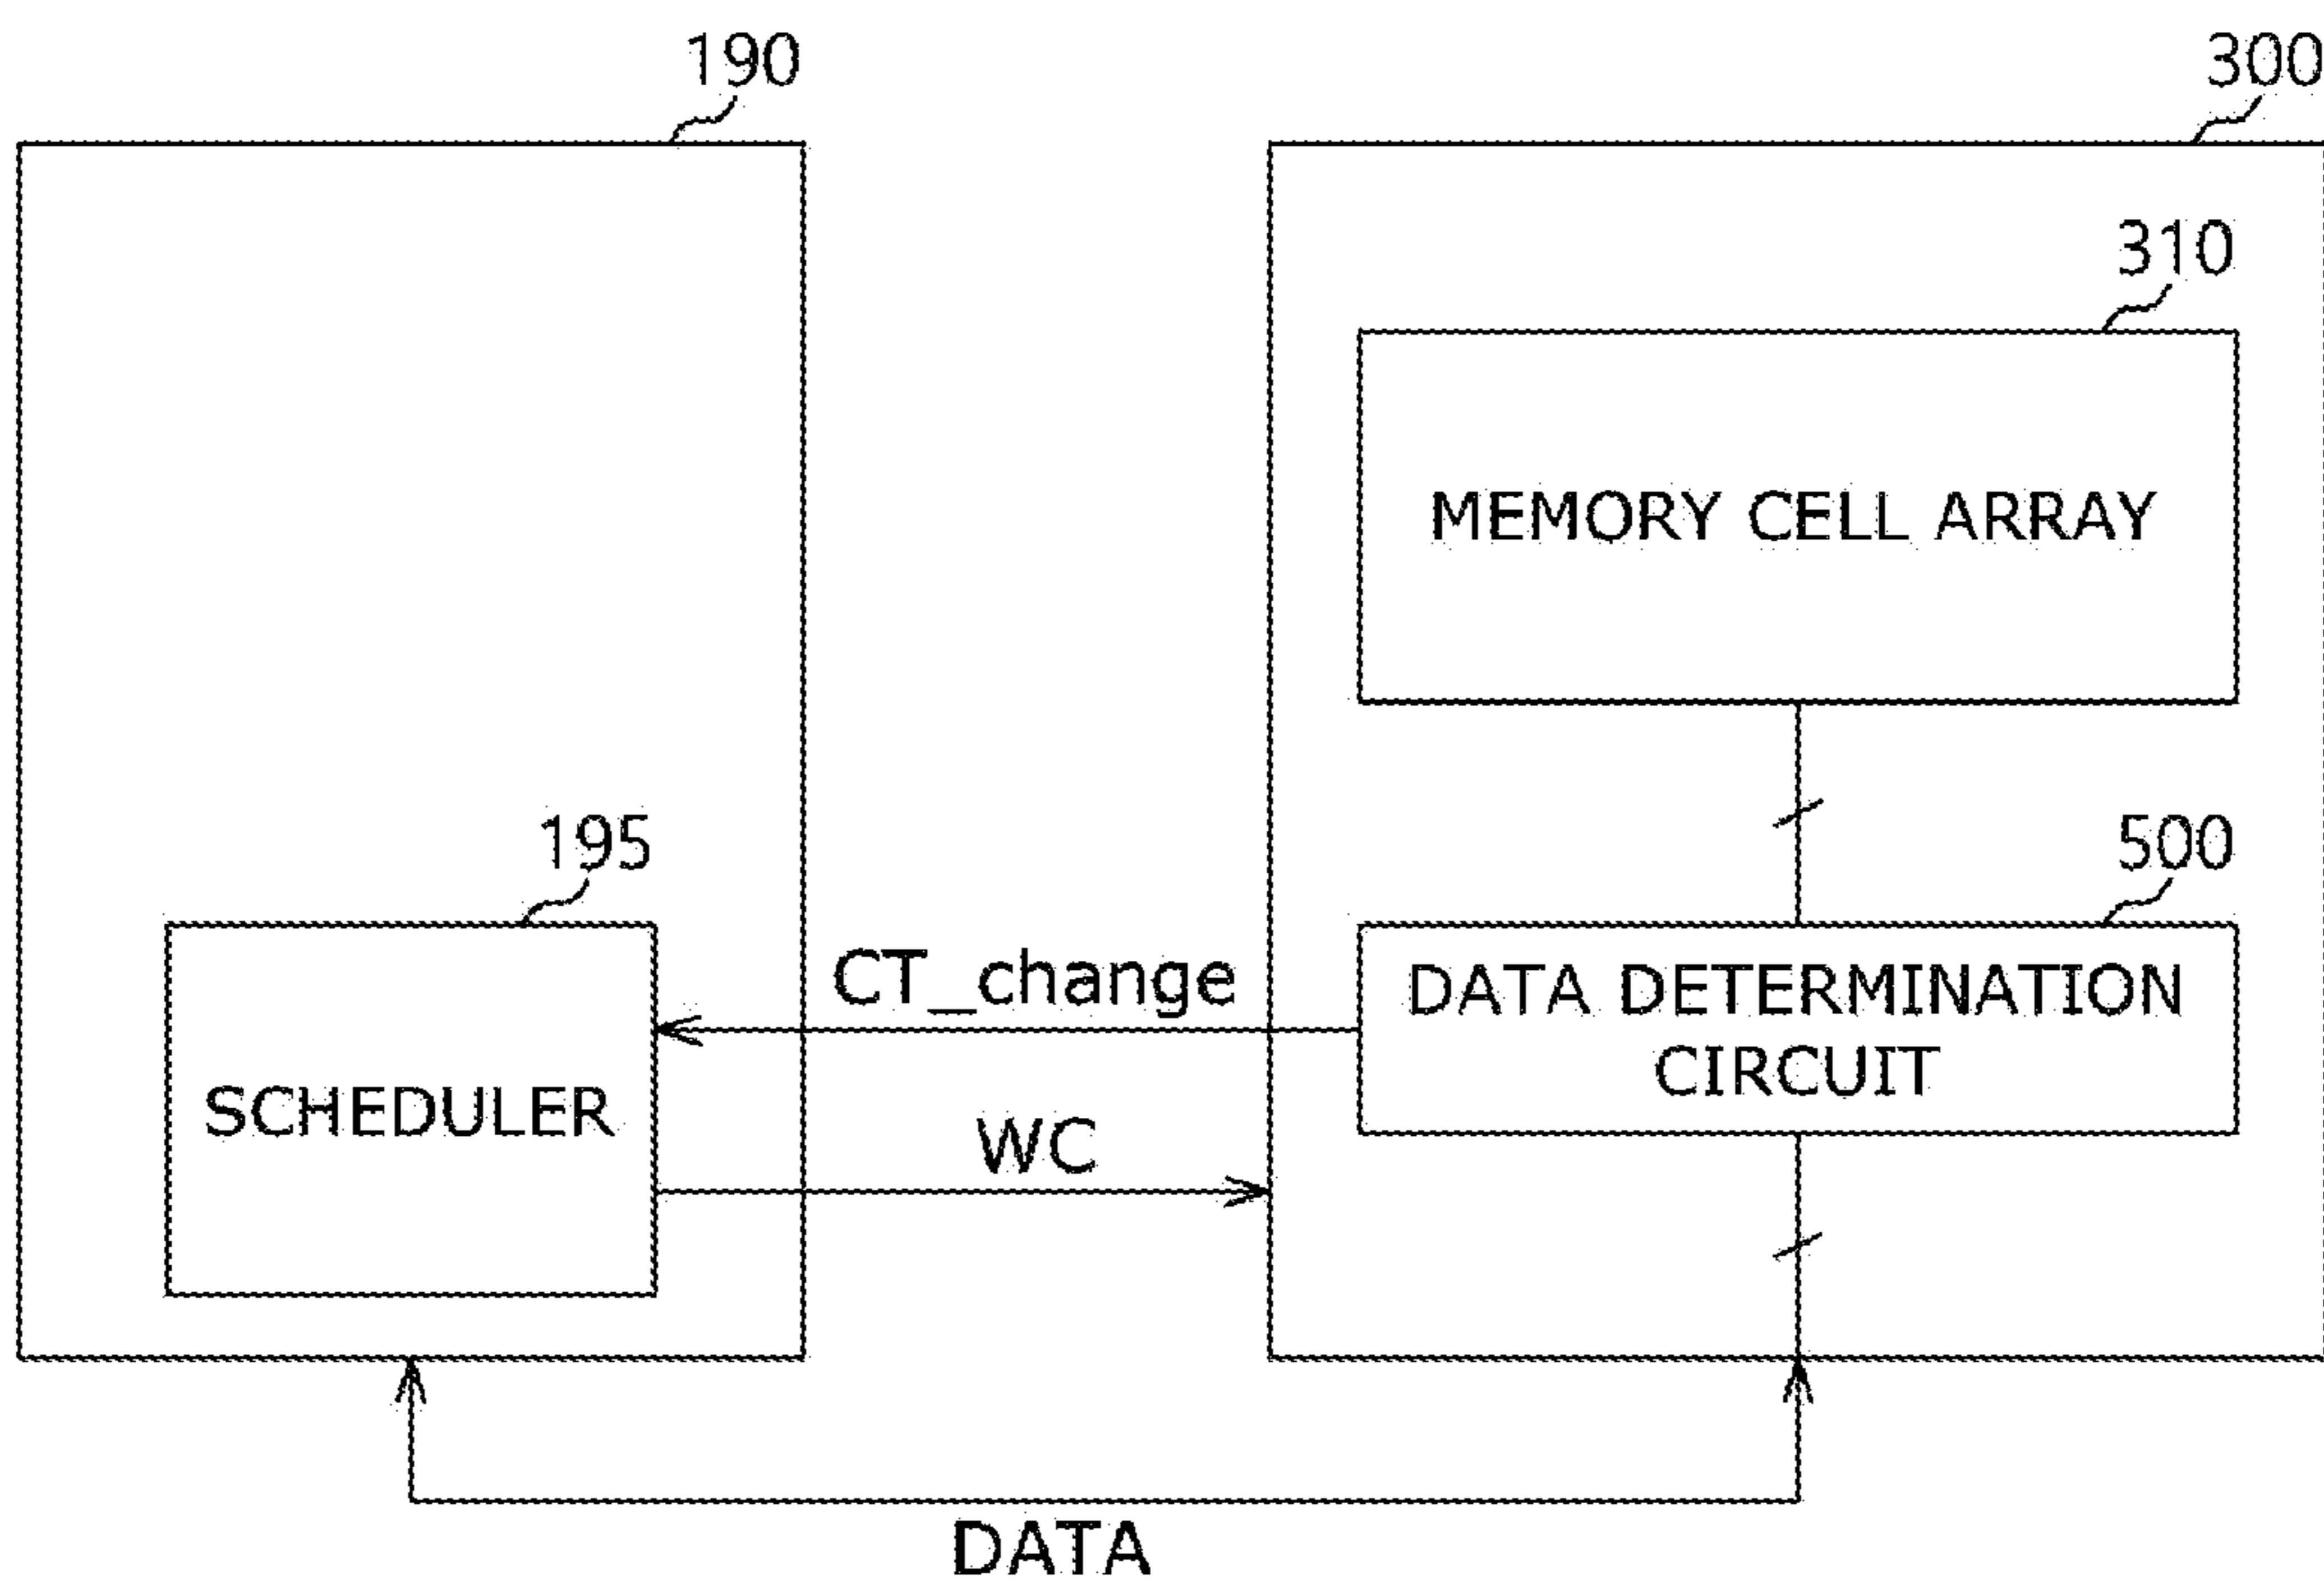 190
300
310
MEMORY CELL ARRAY
195
500
CT_change
DATA DETERMINATION
CIRCUIT
SCHEDULER
WC
DATA